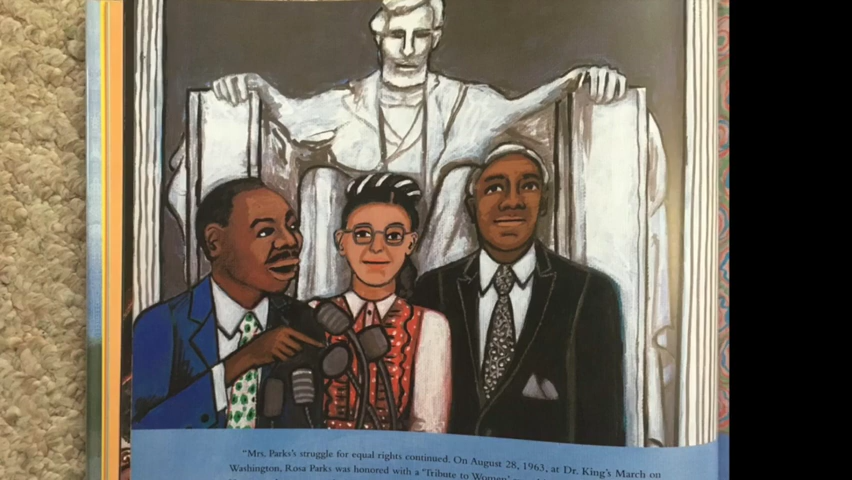 "Mrs. Parks's struggle for equal rights continued. On August 28, 1963, at Dr. King's March on
Washington, Rosa Parks was honored with a "Tribute to Women"